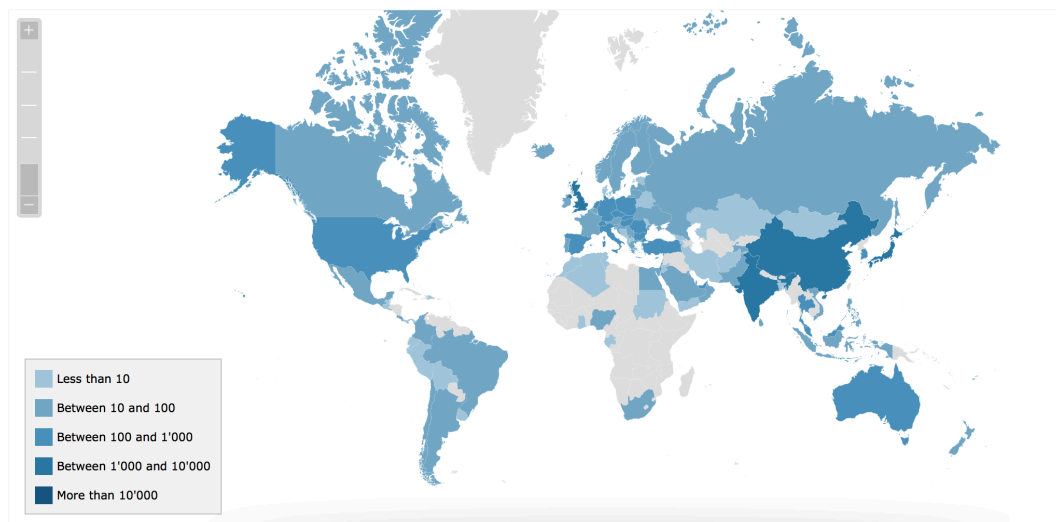 +
−
Less than 10
Between 10 and 100
Between 100 and 1'000
Between 1'000 and 10'000
More than 10'000